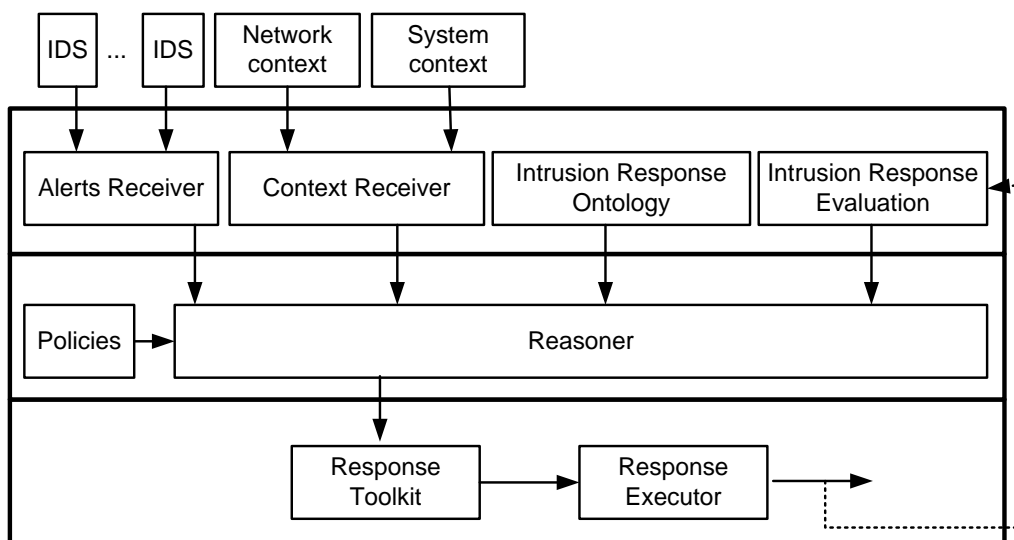 IDS ... IDS
Network
context
System
context
Alerts Receiver
Context Receiver
Intrusion Response
Ontology
Intrusion Response
Evaluation
Policies
Reasoner
Response
Toolkit
Response
Executor